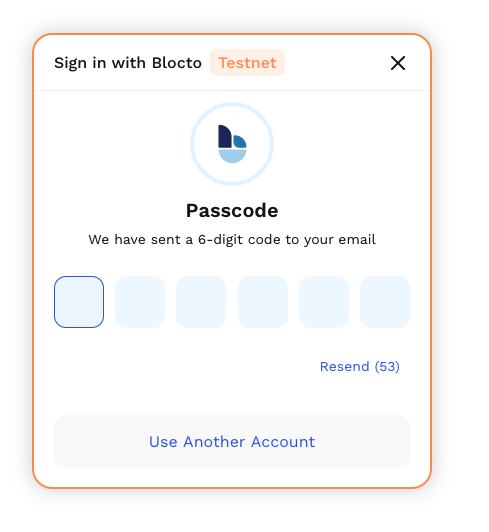 Sign in with Blocto Testnet
Passcode
We have sent a 6-digit code to your email
Resend (53)
Use Another Account